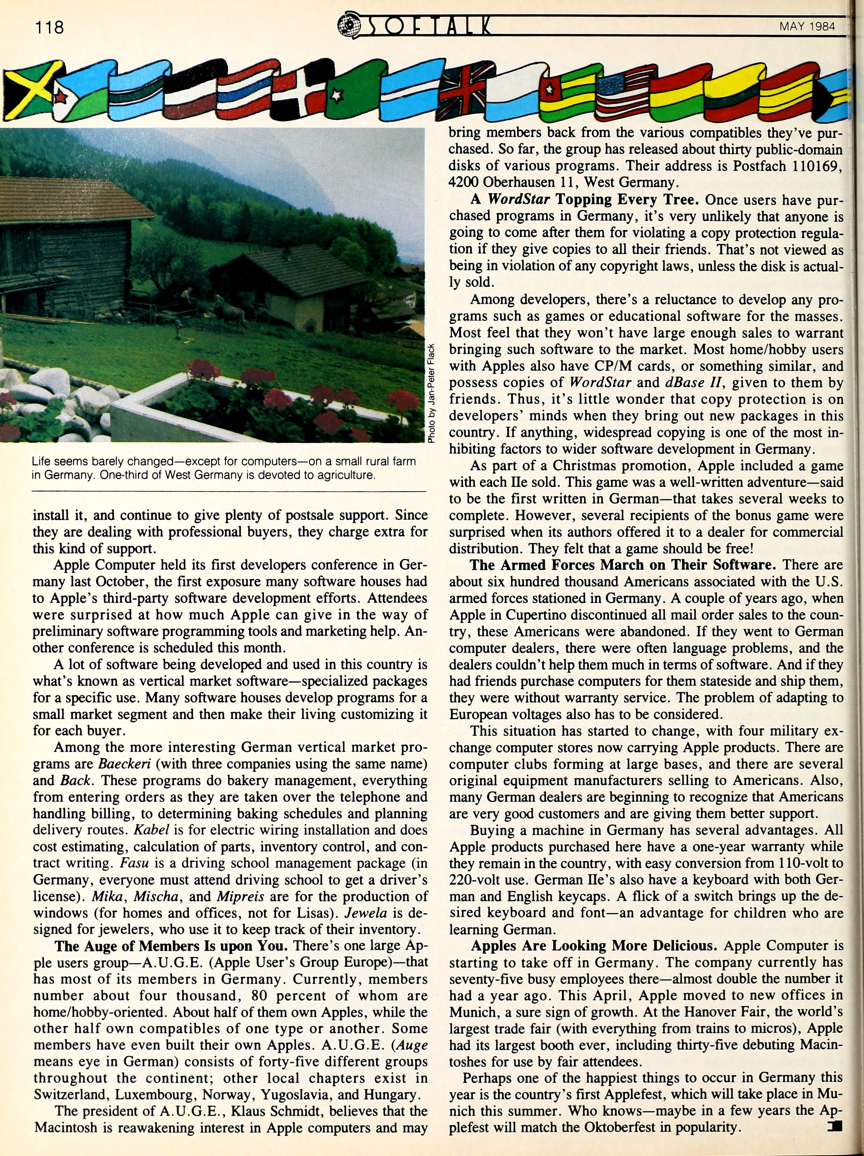 118
SOFTALK
MAY 1984
Photo by Jan-Peter Flack
Life seems barely changed—except for computers—on a small rural farm
in Germany. One-third of West Germany is devoted to agriculture.
install it, and continue to give plenty of postsale support. Since
they are dealing with professional buyers, they charge extra for
this kind of support.
Apple Computer held its first developers conference in Ger-
many last October, the first exposure many software houses had
to Apple's third-party software development efforts. Attendees
were surprised at how much Apple can give in the way of
preliminary software programming tools and marketing help. An-
other conference is scheduled this month.
A lot of software being developed and used in this country is
what's known as vertical market software—specialized packages
for a specific use. Many software houses develop programs for a
small market segment and then make their living customizing it
for each buyer.
Among the more interesting German vertical market pro-
grams are Baeckeri (with three companies using the same name)
and Back. These programs do bakery management, everything
from entering orders as they are taken over the telephone and
handling billing, to determining baking schedules and planning
delivery routes. Kabel is for electric wiring installation and does
cost estimating, calculation of parts, inventory control, and con-
tract writing. Fasu is a driving school management package (in
Germany, everyone must attend driving school to get a driver's
license). Mika, Mischa, and Mipreis are for the production of
windows (for homes and offices, not for Lisas). Jewela is de-
signed for jewelers, who use it to keep track of their inventory.
The Auge of Members Is upon You. There's one large Ap-
ple users group—A.U.G.E. (Apple User's Group Europe)—that
has most of its members in Germany. Currently, members
number about four thousand, 80 percent of whom are
home/hobby-oriented. About half of them own Apples, while the
other half own compatibles of one type or another. Some
members have even built their own Apples. A.U.G.E. (Auge
means eye in German) consists of forty-five different groups
throughout the continent; other local chapters exist in
Switzerland, Luxembourg, Norway, Yugoslavia, and Hungary.
The president of A.U.G.E., Klaus Schmidt, believes that the
Macintosh is reawakening interest in Apple computers and may
bring members back from the various compatibles they've pur-
chased. So far, the group has released about thirty public-domain
disks of various programs. Their address is Postfach 110169,
4200 Oberhausen 11, West Germany.
A WordStar Topping Every Tree. Once users have pur-
chased programs in Germany, it's very unlikely that anyone is
going to come after them for violating a copy protection regula-
tion if they give copies to all their friends. That's not viewed as
being in violation of any copyright laws, unless the disk is actual-
ly sold.
Among developers, there's a reluctance to develop any pro-
grams such as games or educational software for the masses.
Most feel that they won't have large enough sales to warrant
bringing such software to the market. Most home/hobby users
with Apples also have CP/M cards, or something similar, and
possess copies of WordStar and dBase II, given to them by
friends. Thus, it's little wonder that copy protection is on
developers' minds when they bring out new packages in this
country. If anything, widespread copying is one of the most in-
hibiting factors to wider software development in Germany.
As part of a Christmas promotion, Apple included a game
with each IIe sold. This game was a well-written adventure—said
to be the first written in German—that takes several weeks to
complete. However, several recipients of the bonus game were
surprised when its authors offered it to a dealer for commercial
distribution. They felt that a game should be free!
The Armed Forces March on Their Software. There are
about six hundred thousand Americans associated with the U.S.
armed forces stationed in Germany. A couple of years ago, when
Apple in Cupertino discontinued all mail order sales to the coun-
try, these Americans were abandoned. If they went to German
computer dealers, there were often language problems, and the
dealers couldn't help them much in terms of software. And if they
had friends purchase computers for them stateside and ship them,
they were without warranty service. The problem of adapting to
European voltages also has to be considered.
This situation has started to change, with four military ex-
change computer stores now carrying Apple products. There are
computer clubs forming at large bases, and there are several
original equipment manufacturers selling to Americans. Also,
many German dealers are beginning to recognize that Americans
are very good customers and are giving them better support.
Buying a machine in Germany has several advantages. All
Apple products purchased here have a one-year warranty while
they remain in the country, with easy conversion from 110-volt to
220-volt use. German IIe's also have a keyboard with both Ger-
man and English keycaps. A flick of a switch brings up the de-
sired keyboard and font—an advantage for children who are
learning German.
Apples Are Looking More Delicious. Apple Computer is
starting to take off in Germany. The company currently has
seventy-five busy employees there—almost double the number it
had a year ago. This April, Apple moved to new offices in
Munich, a sure sign of growth. At the Hanover Fair, the world's
largest trade fair (with everything from trains to micros), Apple
had its largest booth ever, including thirty-five debuting Macin-
toshes for use by fair attendees.
Perhaps one of the happiest things to occur in Germany this
year is the country's first Applefest, which will take place in Mu-
nich this summer. Who knows—maybe in a few years the Ap-
plefest will match the Oktoberfest in popularity.